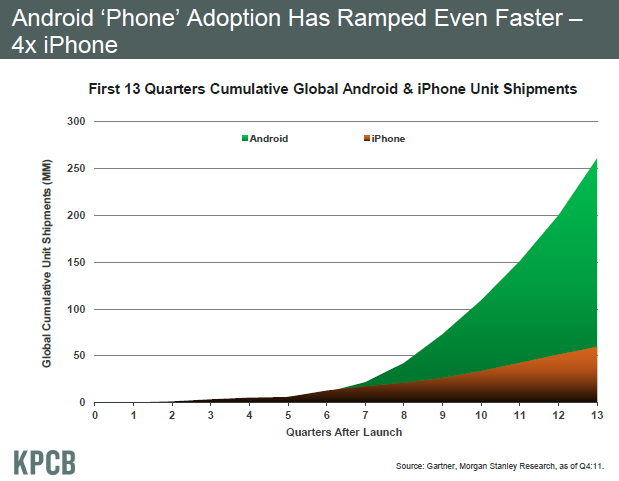 Android ‘Phone’ Adoption Has Ramped Even Faster –
4x iPhone
First 13 Quarters Cumulative Global Android & iPhone Unit Shipments
Android
iPhone
Global Cumulative Unit Shipments (MM)
300
250
200
150
100
50
0
0 1 2 3 4 5 6 7 8 9 10 11 12 13
Quarters After Launch
KPCB
Source: Gartner, Morgan Stanley Research, as of Q4:11.